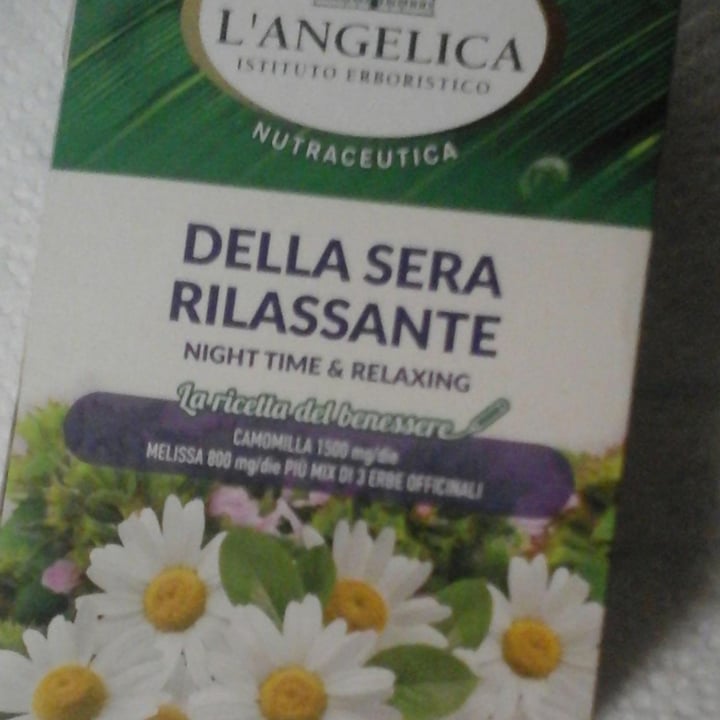 L'ANGELICA
ISTITUTO ERBORISTICO
NUTRACEUTICA
DELLA SERA
RILASSANTE
NIGHT TIME & RELAXING
La ricetta del benessere
CAMOMILLA 1500 mg/die
MELISSA 800 mg/die PIÙ MIX DI 3 ERBE OFFICINALI